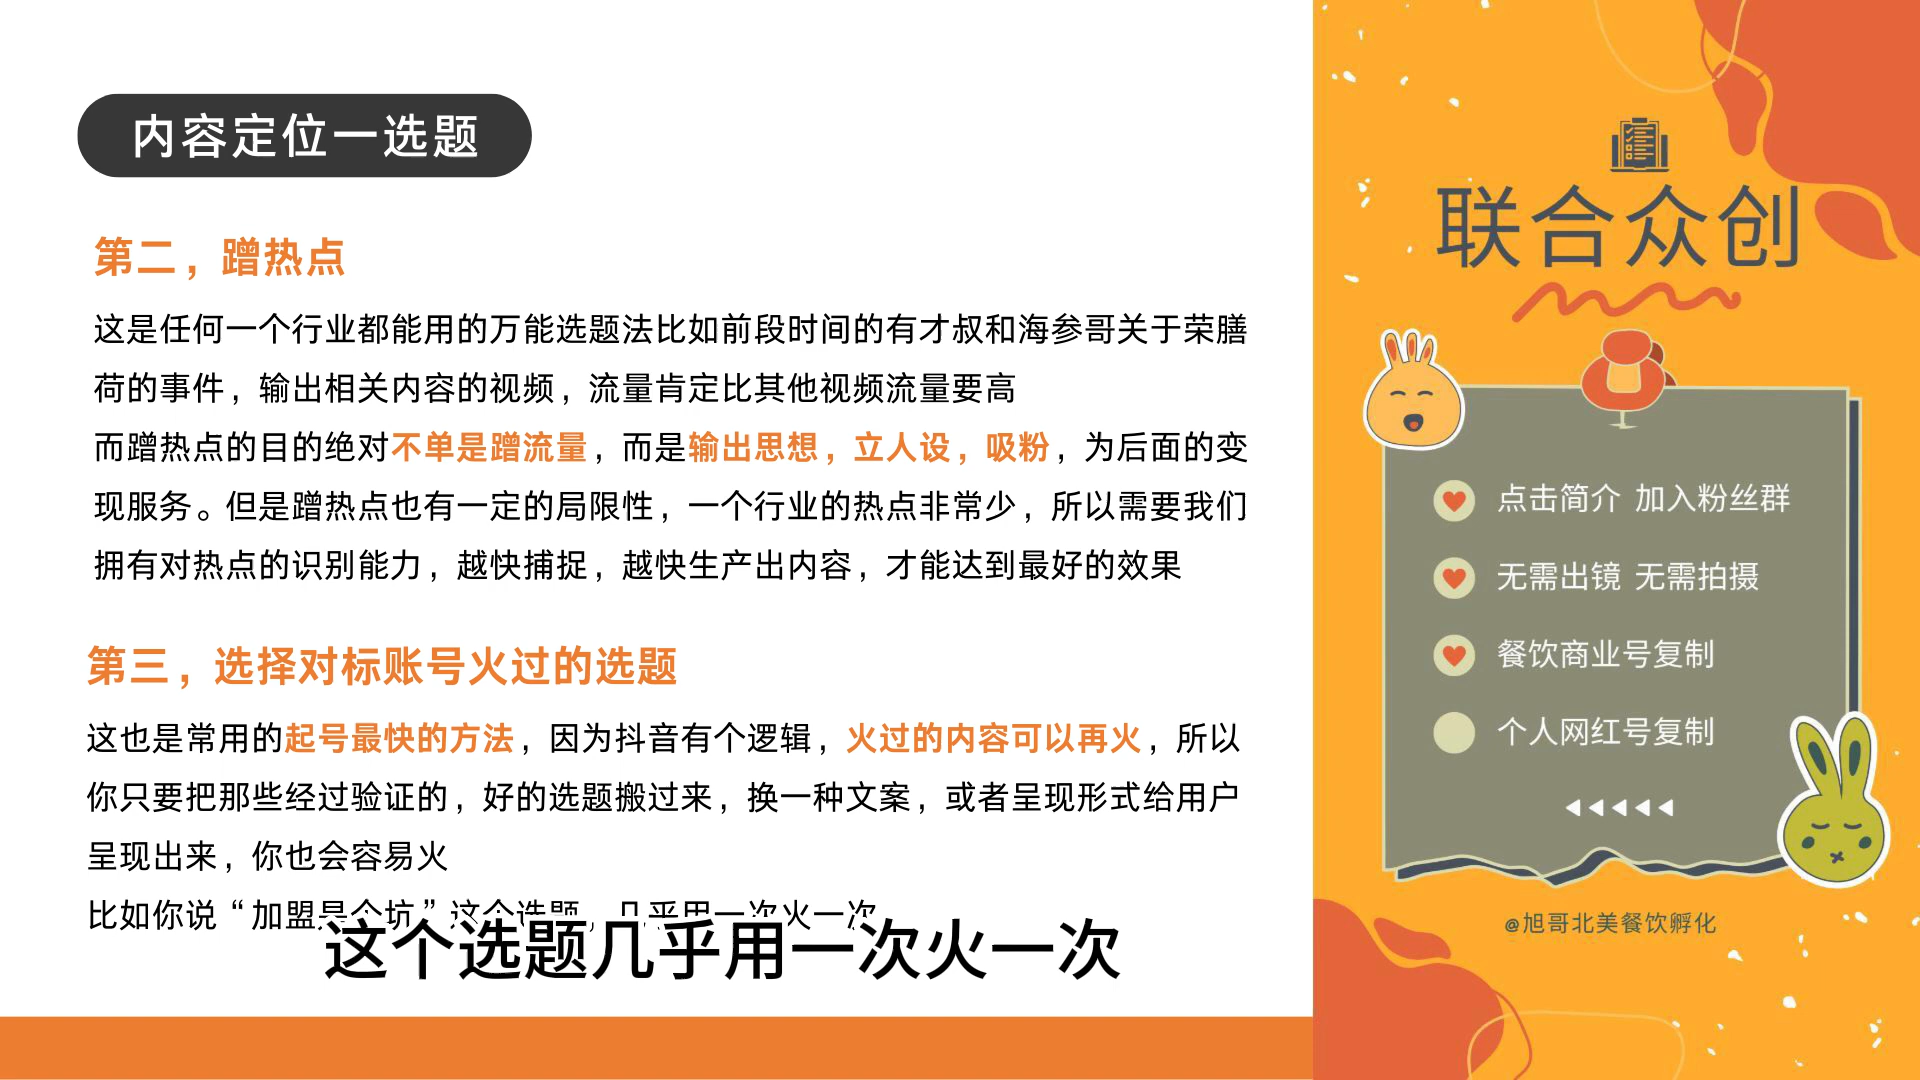 内容定位一选题
第二，蹭热点
这是任何一个行业都能用的万能选题法比如前段时间的有才叔和海参哥关于荣膳
荷的事件，输出相关内容的视频，流量肯定比其他视频流量要高
而蹭热点的目的绝对不单是蹭流量，而是输出思想，立人设，吸粉，为后面的变
现服务。但是蹭热点也有一定的局限性，一个行业的热点非常少，所以需要我们
拥有对热点的识别能力，越快捕捉，越快生产出内容，才能达到最好的效果
第三，选择对标账号火过的选题
这也是常用的起号最快的方法，因为抖音有个逻辑，火过的内容可以再火，所以
你只要把那些经过验证的，好的选题搬过来，换一种文案，或者呈现形式给用户
呈现出来，你也会容易火
比如你说“加盟是个坑”这个选题，几乎用一次火一次
这个选题几乎用一次火一次
联合众创
点击简介 加入粉丝群
无需出镜 无需拍摄
餐饮商业号复制
个人网红号复制
@旭哥北美餐饮孵化